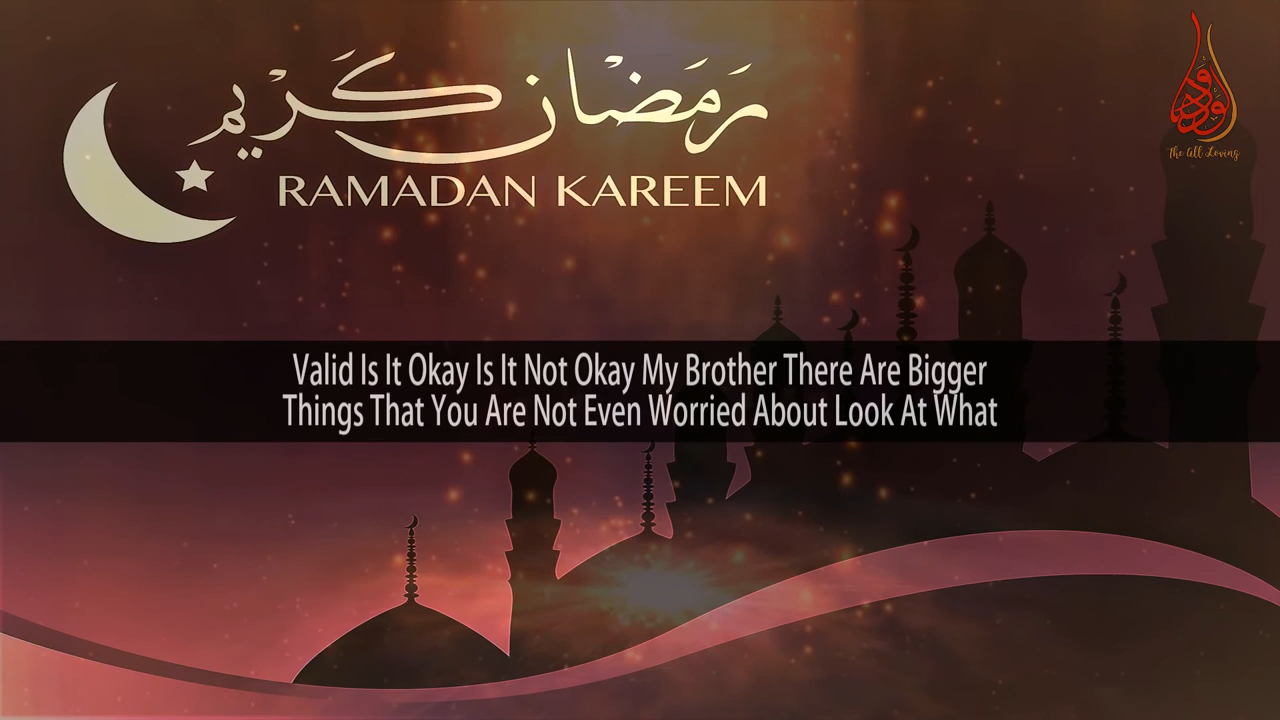 رَمَضَان كَرْيم
RAMADAN KAREEM
الودود
The All Loving
Valid Is It Okay Is It Not Okay My Brother There Are Bigger
Things That You Are Not Even Worried About Look At What